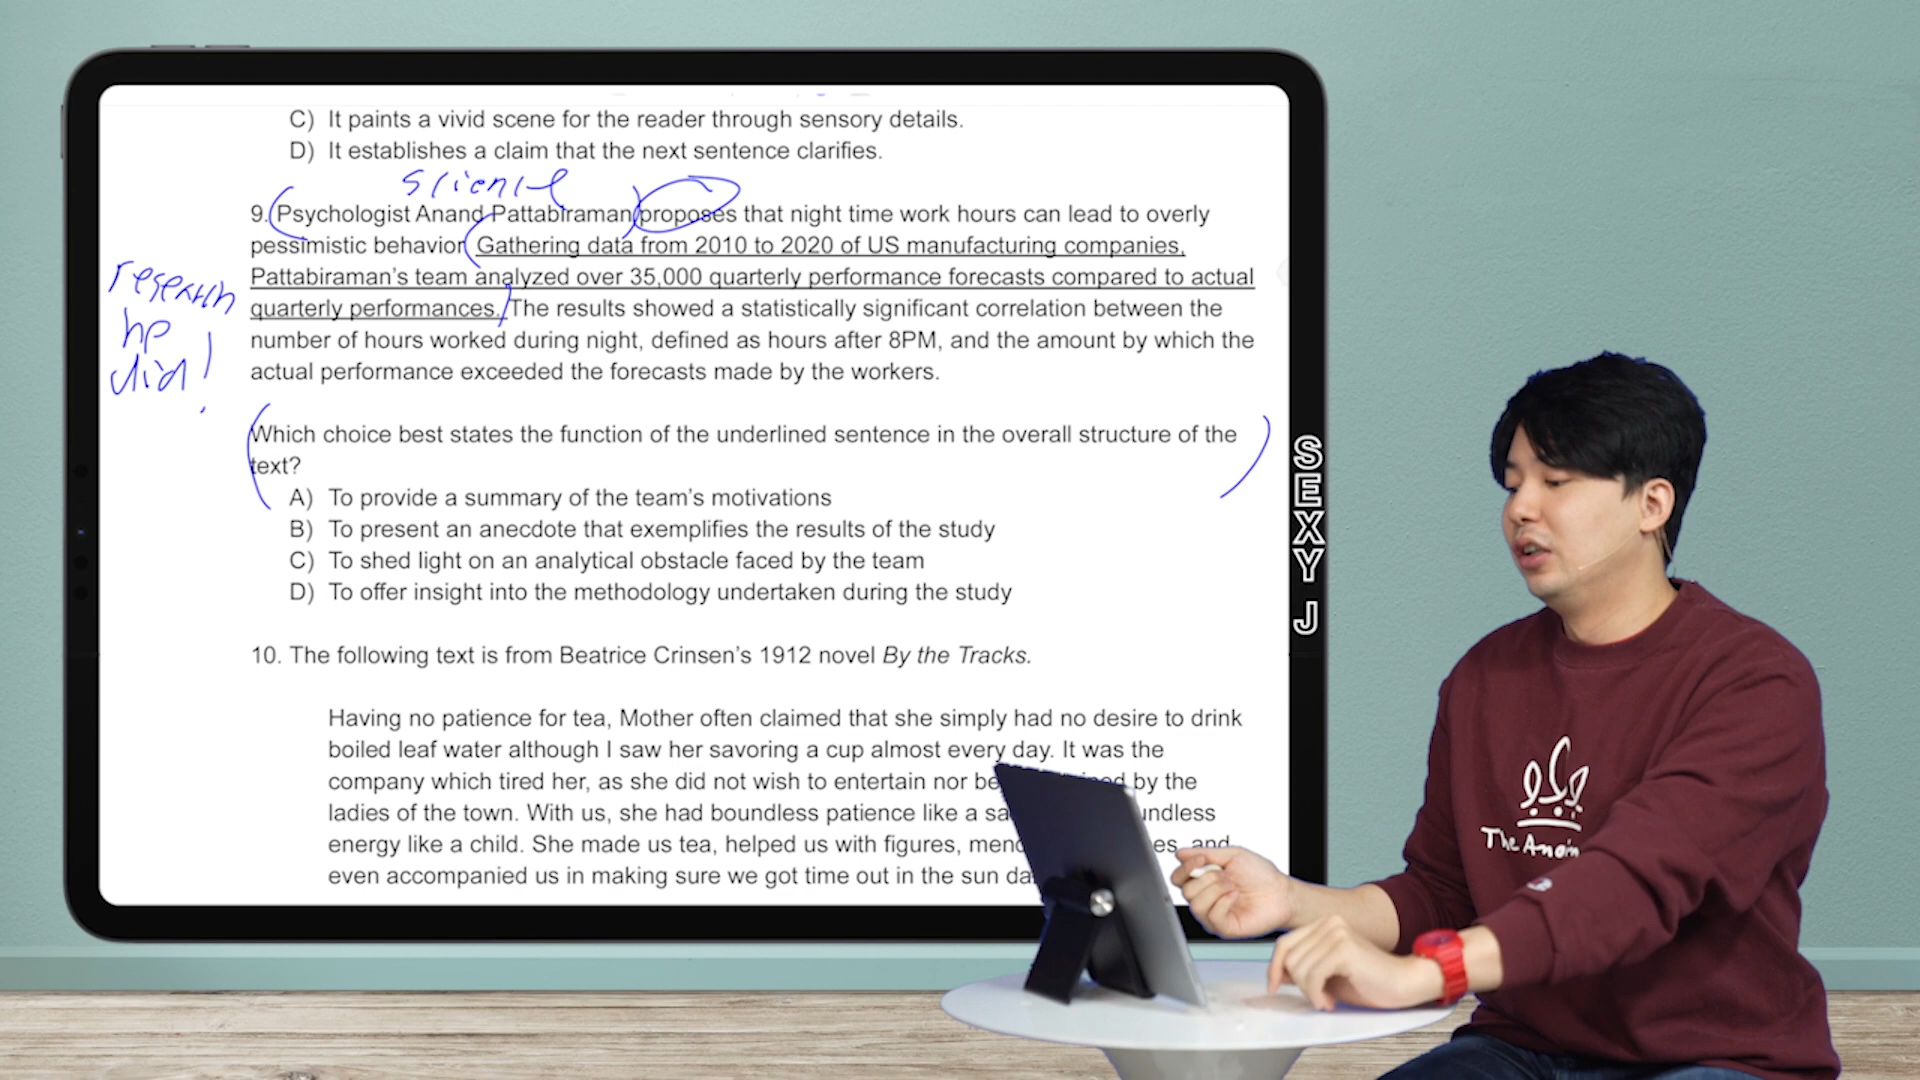 C) It paints a vivid scene for the reader through sensory details.
D) It establishes a claim that the next sentence clarifies.
science
9. Psychologist Anand Pattabiraman proposes that night time work hours can lead to overly
pessimistic behavior. Gathering data from 2010 to 2020 of US manufacturing companies,
Pattabiraman's team analyzed over 35,000 quarterly performance forecasts compared to actual
quarterly performances. The results showed a statistically significant correlation between the
number of hours worked during night, defined as hours after 8PM, and the amount by which the
actual performance exceeded the forecasts made by the workers.
research
he
did!
Which choice best states the function of the underlined sentence in the overall structure of the
text?
A) To provide a summary of the team's motivations
B) To present an anecdote that exemplifies the results of the study
C) To shed light on an analytical obstacle faced by the team
D) To offer insight into the methodology undertaken during the study
10. The following text is from Beatrice Crinsen's 1912 novel By the Tracks.
Having no patience for tea, Mother often claimed that she simply had no desire to drink
boiled leaf water although I saw her savoring a cup almost every day. It was the
company which tired her, as she did not wish to entertain nor by the
ladies of the town. With us, she had boundless patience like a
energy like a child. She made us tea, helped us with figures, and
even accompanied us in making sure we got time out in the sun
SEXY J
The